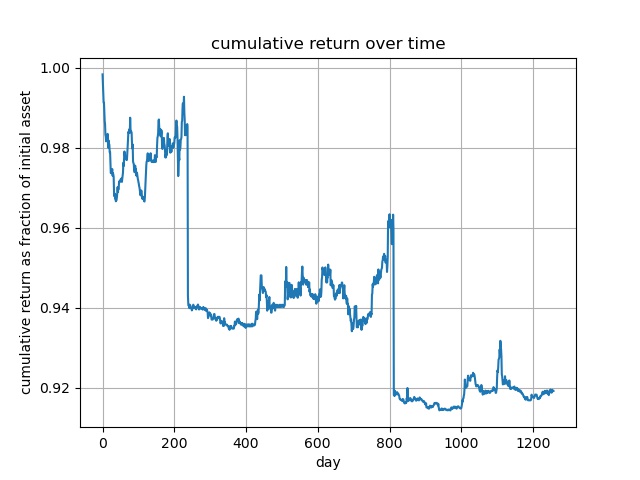 cumulative return over time
cumulative return as fraction of initial asset
1.00
0.98
0.96
0.94
0.92
0 200 400 600 800 1000 1200
day